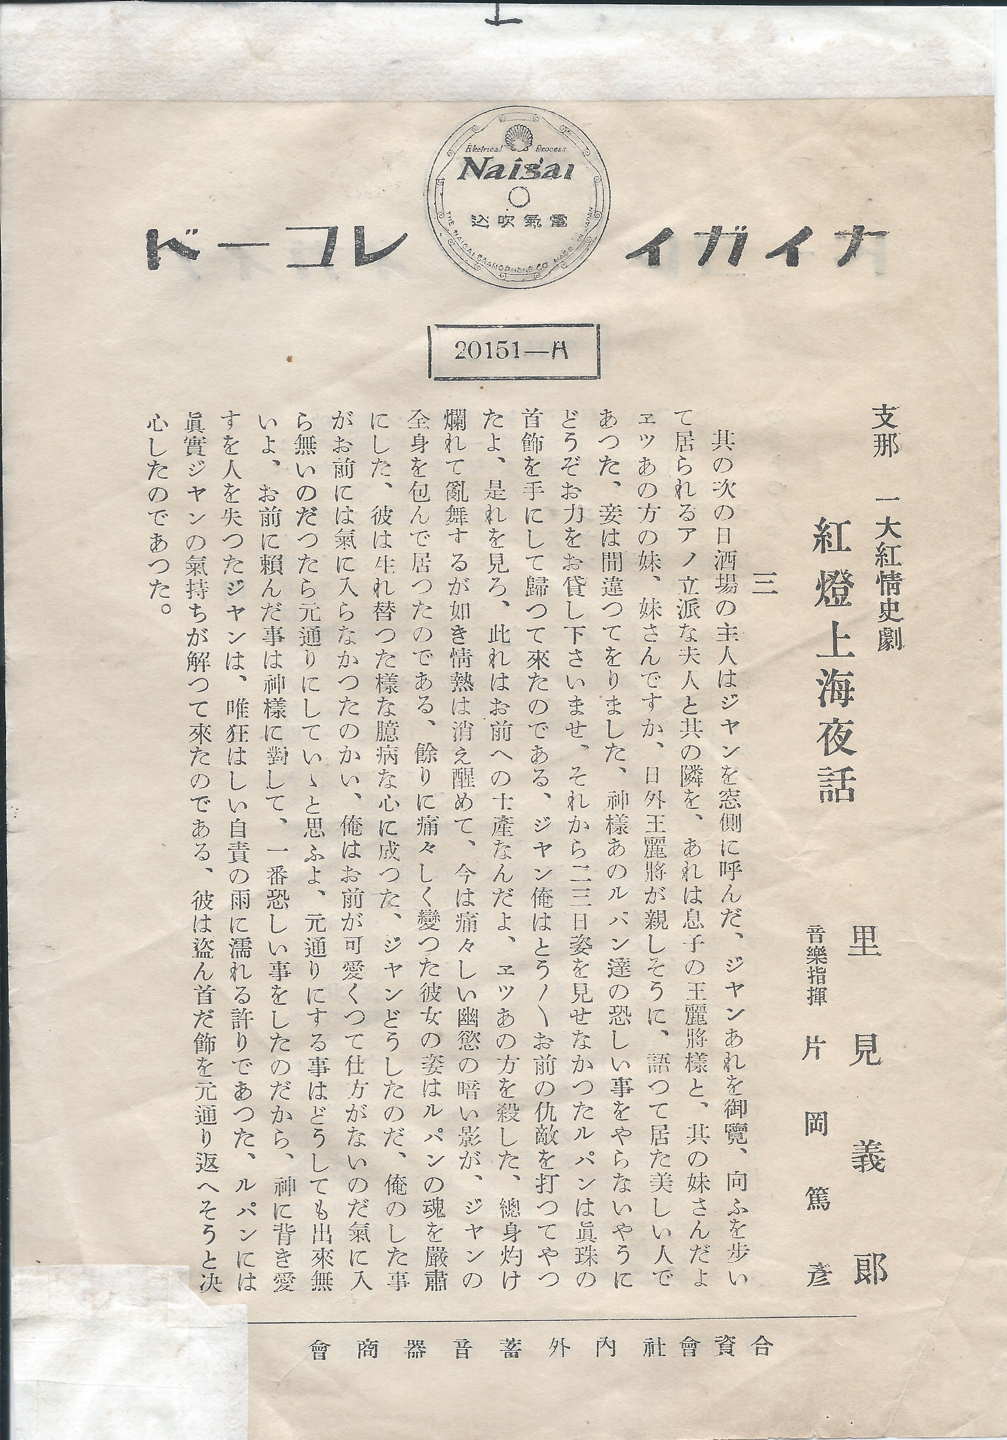 Electrical Process
Naigai
電氣吹込
THE NAIGAI GRAMOPHONE CO. MADE IN JAPAN
ナイガイ レコード
20151—A
支那 一大紅情史劇
紅燈上海夜話
里見義郎
音樂指揮 片岡篤彥
三
其の次の日酒場の主人はジヤンを窓側に呼んだ、ジヤンあれを御覽、向ふを步い
て居られるアノ立派な夫人と其の隣を、あれは息子の王麗將樣と、其の妹さんだよ
ヱツあの方の妹、妹さんですか、日外王麗將が親しそうに、語つて居た美しい人で
あつた、妾は間違つてをりました、神樣あのルパン達の恐しい事をやらないやうに
どうぞお力をお貸し下さいませ、それから二三日姿を見せなかつたルパンは眞珠の
首飾を手にして歸つて來たのである、ジヤン俺はとう〳〵お前の仇敵を打つてやつ
たよ、是れを見ろ、此れはお前への土產なんだよ、ヱツあの方を殺した、總身灼け
爛れて亂舞するが如き情熱は消え醒めて、今は痛々しい幽慾の暗い影が、ジヤンの
全身を包んで居つたのである、餘りに痛々しく變つた彼女の姿はルパンの魂を嚴肅
にした、彼は生れ替つた樣な臆病な心に成つた、ジヤンどうしたのだ、俺のした事
がお前には氣に入らなかつたのかい、俺はお前が可愛くつて仕方がないのだ氣に入
ら無いのだつたら元通りにしていゝと思ふよ、元通りにする事はどうしても出來無
いよ、お前に賴んだ事は神樣に對して、一番恐しい事をしたのだから、神に背き愛
すを人を失つたジヤンは、唯狂はしい自責の雨に濡れる許りであつた、ルパンには
眞實ジヤンの氣持ちが解つて來たのである、彼は盜ん首だ飾を元通り返へそうと决
心したのであつた。
合資會社內外蓄音器商會